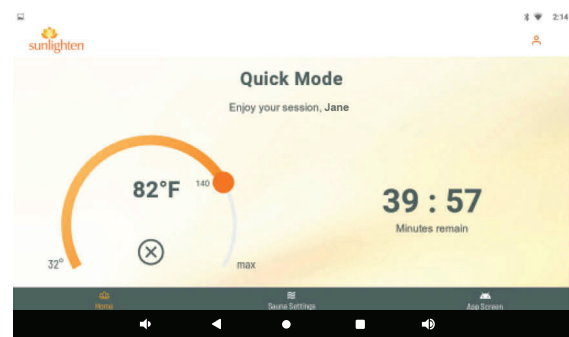 2:14
sunlighten
Quick Mode
Enjoy your session, Jane
82°F
140
39 : 57
Minutes remain
32°
max
Home
Sauna Settings
App Screen